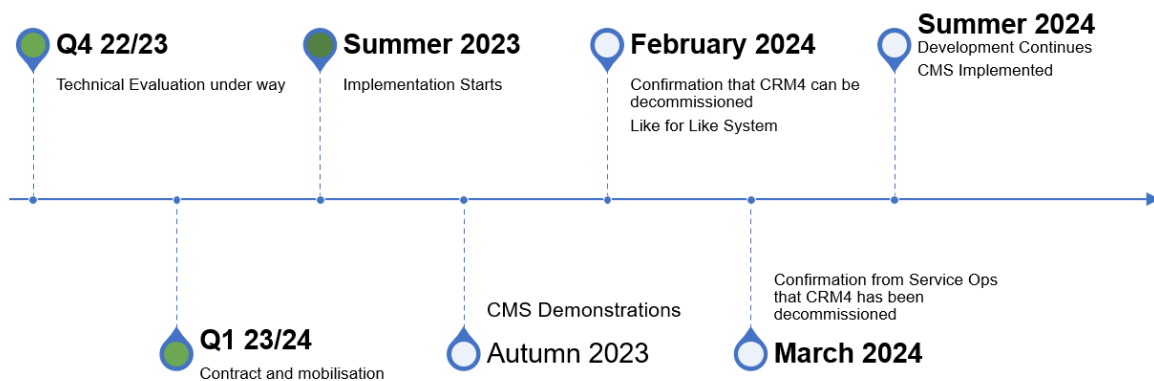 Q4 22/23
Technical Evaluation under way
Summer 2023
Implementation Starts
February 2024
Confirmation that CRM4 can be
decommissioned
Like for Like System
Summer 2024
Development Continues
CMS Implemented
Q1 23/24
Contract and mobilisation
CMS Demonstrations
Autumn 2023
Confirmation from Service Ops
that CRM4 has been
decommissioned
March 2024